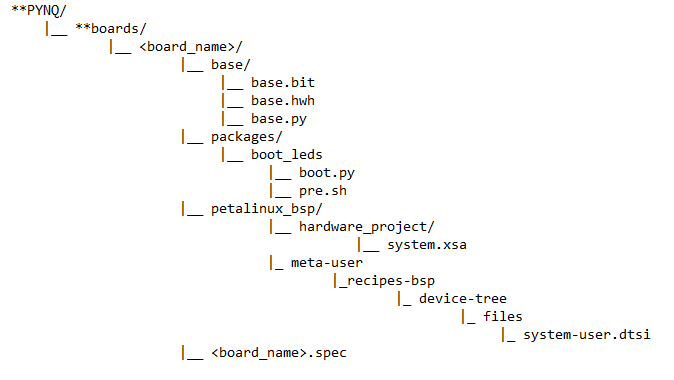 **PYNQ/
|__ **boards/
|__ <board_name>/
|__ base/
|__ base.bit
|__ base.hwh
|__ base.py
|__ packages/
|__ boot_leds
|__ boot.py
|__ pre.sh
|__ petalinux_bsp/
|__ hardware_project/
|__ system.xsa
|_ meta-user
|_recipes-bsp
|_ device-tree
|_ files
|_ system-user.dtsi
|__ <board_name>.spec